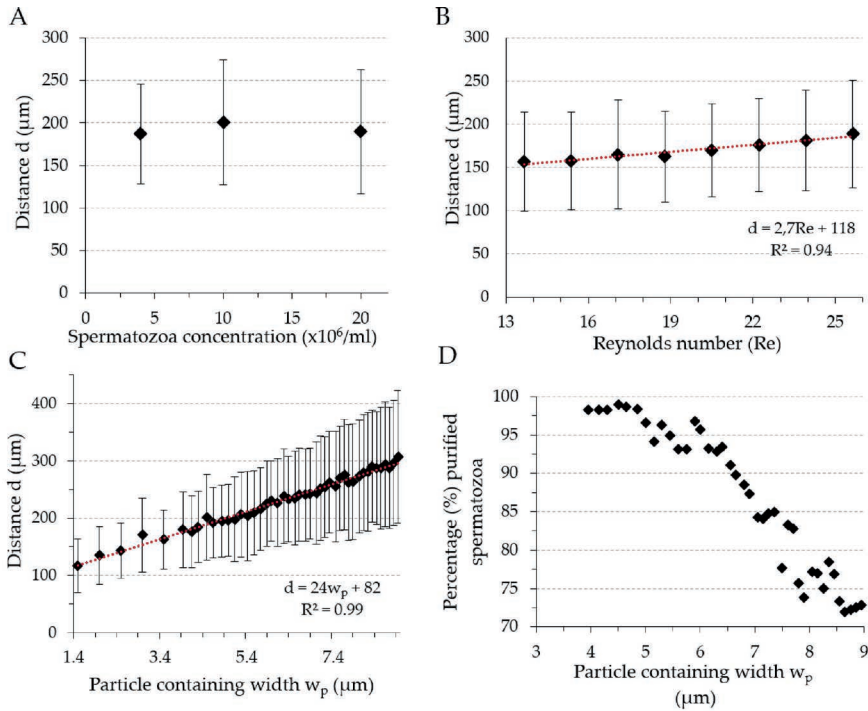 A
Distance d (µm)
300
250
200
150
100
50
0
0 5 10 15 20
Spermatozoa concentration (x10⁶/ml)
B
Distance d (µm)
300
250
200
150
100
50
0
d = 2,7Re + 118
R² = 0.94
13 16 19 22 25
Reynolds number (Re)
C
Distance d (µm)
400
300
200
100
0
d = 24wₚ + 82
R² = 0.99
1.4 3.4 5.4 7.4
Particle containing width wₚ (µm)
D
Percentage (%) purified
spermatozoa
100
95
90
85
80
75
70
3 4 5 6 7 8 9
Particle containing width wₚ
(µm)